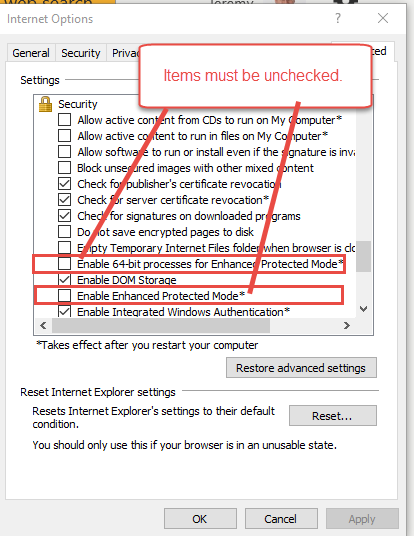 web search
Jeremy
Internet Options
?
General
Security
Items must be unchecked.
Settings
Security
Allow active content from CDs to run on My Computer*
Allow active content to run in files on My Computer*
Allow software to run or install even if the signature is inva
Block unsecured images with other mixed content
Check for publisher's certificate revocation
Check for server certificate revocation*
Check for signatures on downloaded programs
Do not save encrypted pages to disk
Empty Temporary Internet Files folder when browser is clo
Enable 64-bit processes for Enhanced Protected Mode*
Enable DOM Storage
Enable Enhanced Protected Mode*
Enable Integrated Windows Authentication*
*Takes effect after you restart your computer
Restore advanced settings
Reset Internet Explorer settings
Resets Internet Explorer's settings to their default
condition.
Reset...
You should only use this if your browser is in an unusable state.
OK
Cancel
Apply